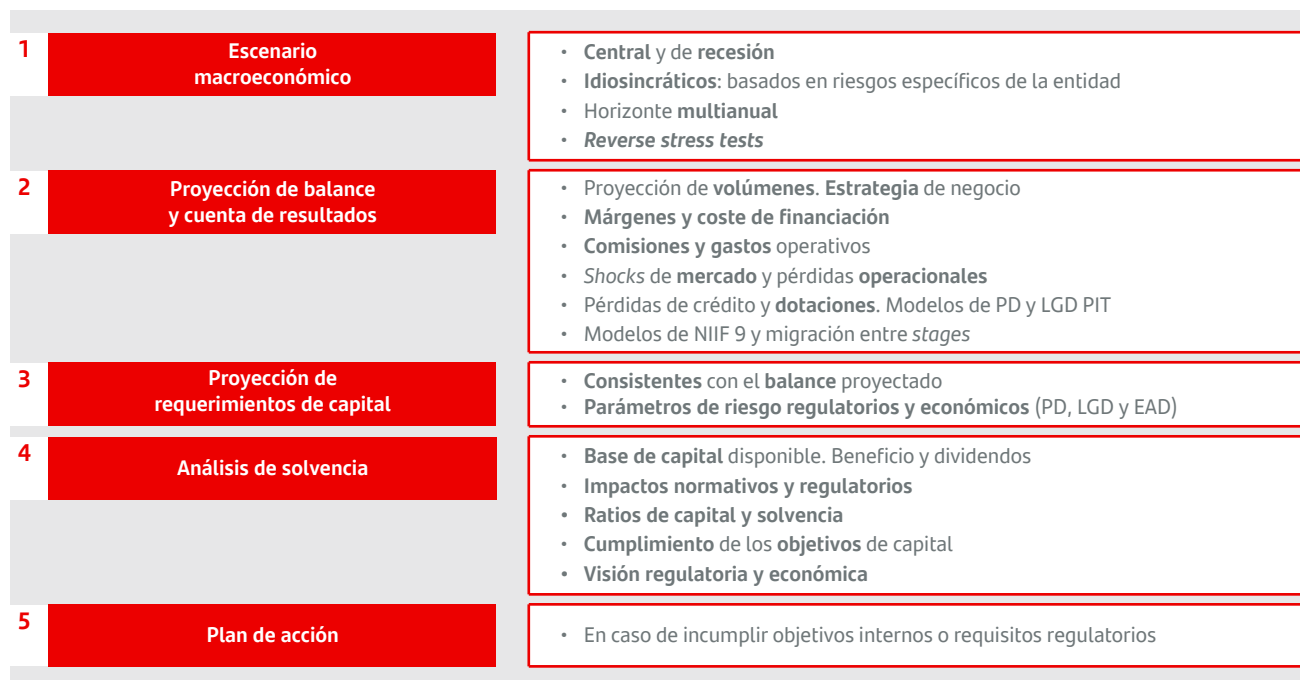 1
Escenario
macroeconómico
• Central y de recesión
• Idiosincráticos: basados en riesgos específicos de la entidad
• Horizonte multianual
• Reverse stress tests
2
Proyección de balance
y cuenta de resultados
• Proyección de volúmenes. Estrategia de negocio
• Márgenes y coste de financiación
• Comisiones y gastos operativos
• Shocks de mercado y pérdidas operacionales
• Pérdidas de crédito y dotaciones. Modelos de PD y LGD PIT
• Modelos de NIIF 9 y migración entre stages
3
Proyección de
requerimientos de capital
• Consistentes con el balance proyectado
• Parámetros de riesgo regulatorios y económicos (PD, LGD y EAD)
4
Análisis de solvencia
• Base de capital disponible. Beneficio y dividendos
• Impactos normativos y regulatorios
• Ratios de capital y solvencia
• Cumplimiento de los objetivos de capital
• Visión regulatoria y económica
5
Plan de acción
• En caso de incumplir objetivos internos o requisitos regulatorios